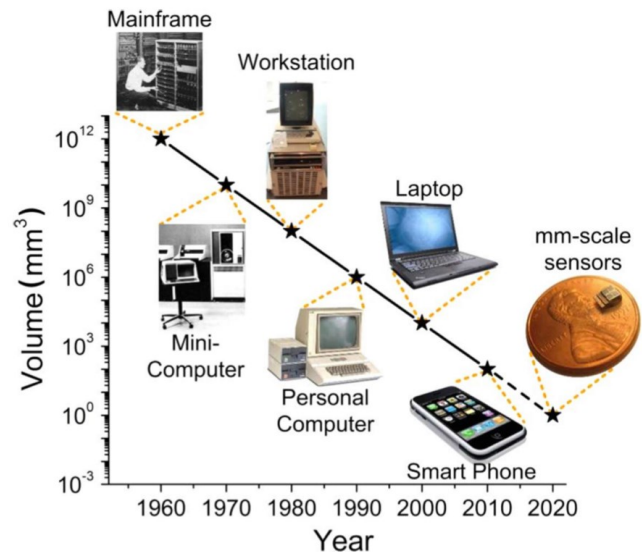 Mainframe
Workstation
Laptop
mm-scale
sensors
Mini-
Computer
Personal
Computer
Smart Phone
Volume (mm³)
10¹²
10⁹
10⁶
10³
10⁰
10⁻³
1960 1970 1980 1990 2000 2010 2020
Year